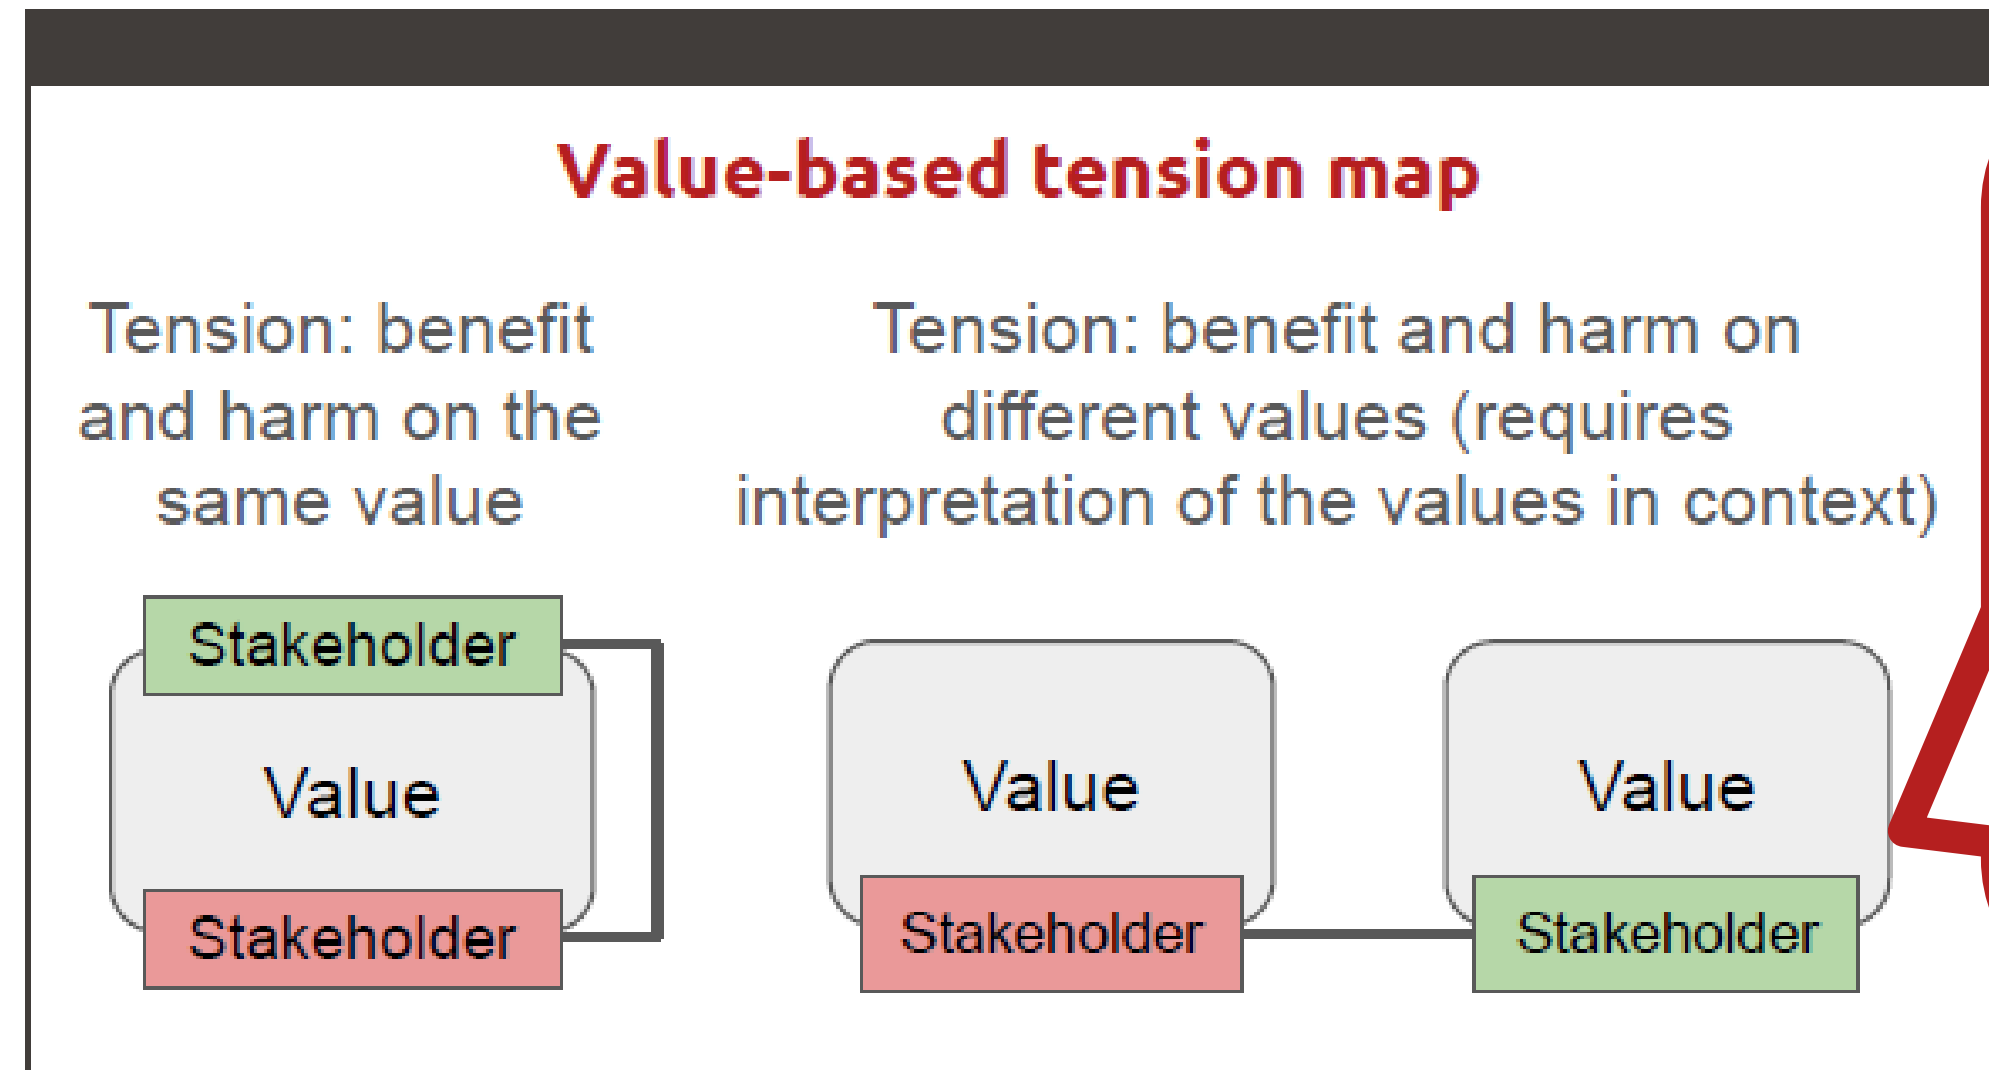 Value-based tension map
Tension: benefit
and harm on the
same value
Tension: benefit and harm on
different values (requires
interpretation of the values in context)
Stakeholder
Value
Stakeholder
Value
Stakeholder
Value
Stakeholder